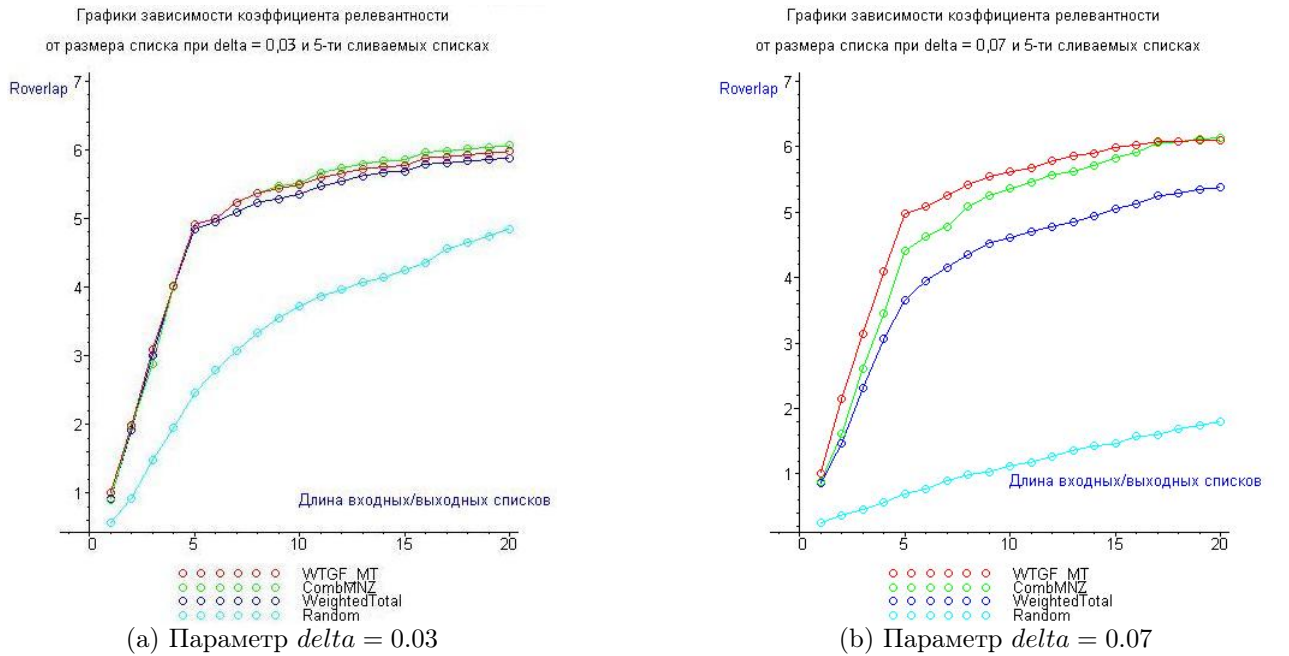 Графики зависимости коэффициента релевантности
от размера списка при delta = 0,03 и 5-ти сливаемых списках
Roverlap
7
6
5
4
3
2
1
0 5 10 15 20
Длина входных/выходных списков
WTGF_MT
CombMNZ
WeightedTotal
Random
(a) Параметр delta = 0.03
Графики зависимости коэффициента релевантности
от размера списка при delta = 0,07 и 5-ти сливаемых списках
Roverlap
7
6
5
4
3
2
1
0 5 10 15 20
Длина входных/выходных списков
WTGF_MT
CombMNZ
WeightedTotal
Random
(b) Параметр delta = 0.07